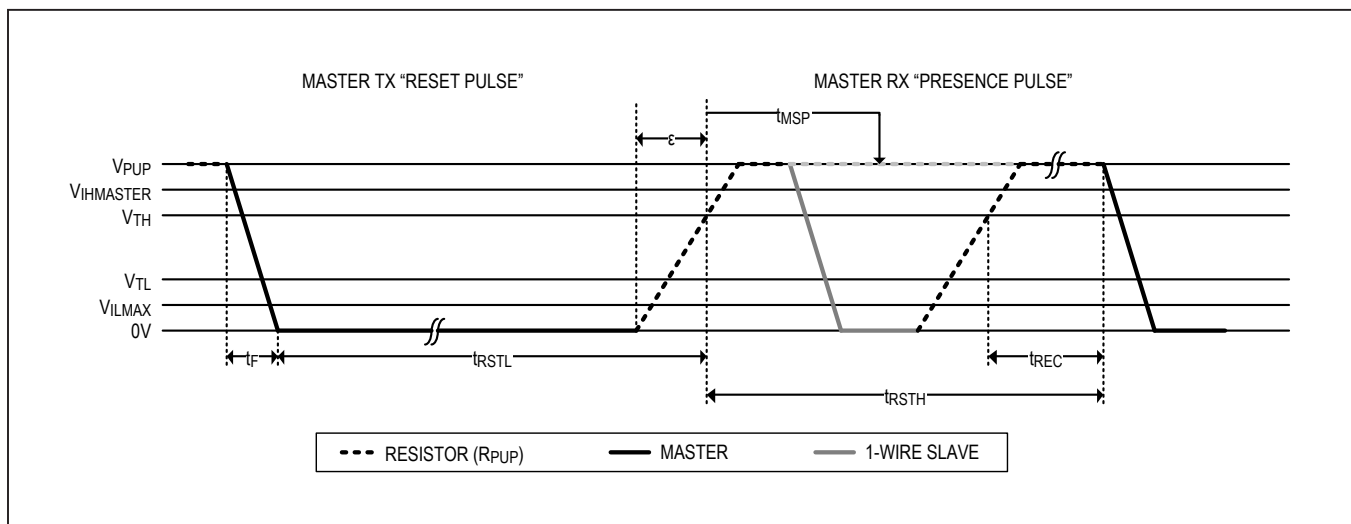 MASTER TX “RESET PULSE”
MASTER RX “PRESENCE PULSE”
tMSP
ε
VPUP
VIHMASTER
VTH
VTL
VILMAX
0V
tF
tRSTL
tREC
tRSTH
RESISTOR (RPUP)
MASTER
1-WIRE SLAVE